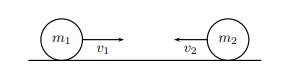 m₁ m₂
v₁ v₂